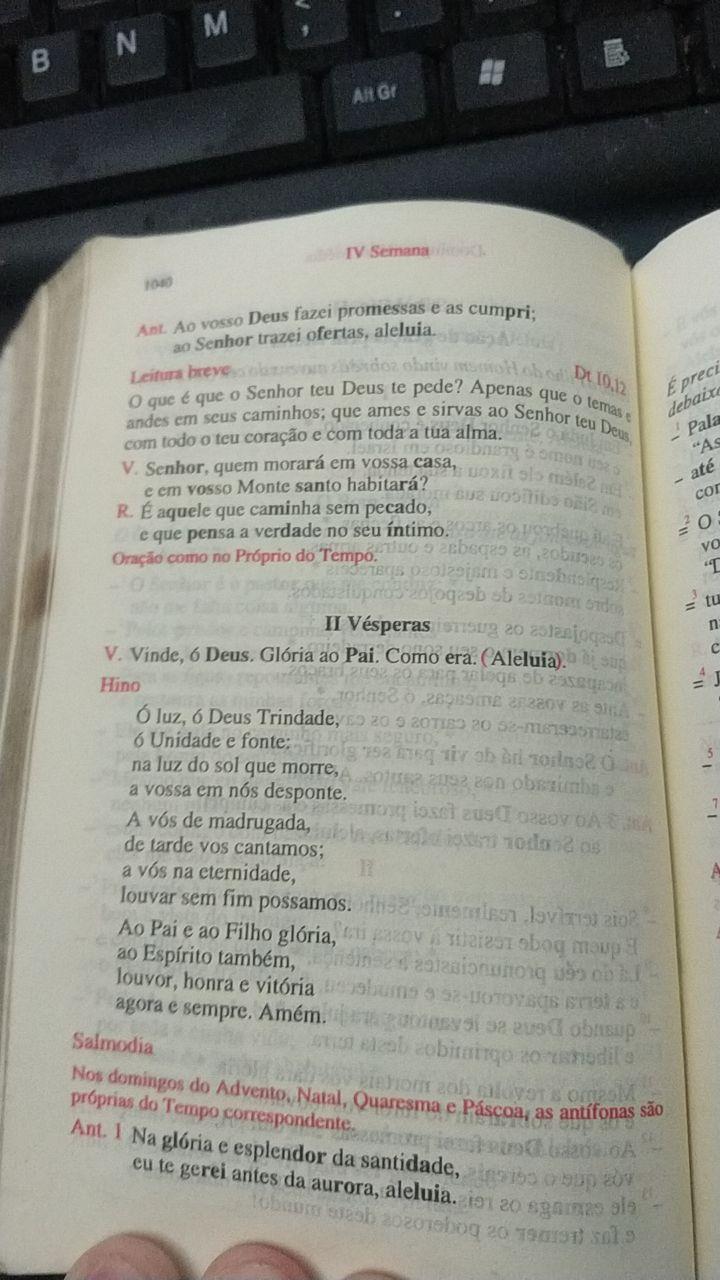 B N M < ; .
Alt Gr
IV Semana
1040
Ant. Ao vosso Deus fazei promessas e as cumpri;
ao Senhor trazei ofertas, aleluia.
Leitura breve Dt 10,12
O que é que o Senhor teu Deus te pede? Apenas que o temas e
andes em seus caminhos; que ames e sirvas ao Senhor teu Deus,
com todo o teu coração e com toda a tua alma.
V. Senhor, quem morará em vossa casa,
e em vosso Monte santo habitará?
R. É aquele que caminha sem pecado,
e que pensa a verdade no seu íntimo.
Oração como no Próprio do Tempo.
II Vésperas
V. Vinde, ó Deus. Glória ao Pai. Como era. (Aleluia).
Hino
Ó luz, ó Deus Trindade,
ó Unidade e fonte:
na luz do sol que morre,
a vossa em nós desponte.
A vós de madrugada,
de tarde vos cantamos;
a vós na eternidade,
louvar sem fim possamos.
Ao Pai e ao Filho glória,
ao Espírito também,
louvor, honra e vitória
agora e sempre. Amém.
Salmodia
Nos domingos do Advento, Natal, Quaresma e Páscoa, as antífonas são
próprias do Tempo correspondente.
Ant. 1 Na glória e esplendor da santidade,
eu te gerei antes da aurora, aleluia.
É preci
debaixo
1
– Pala
"As
– até
cor
2
= O
vo
3
= tu
n
c
4
=
5
–
7
–